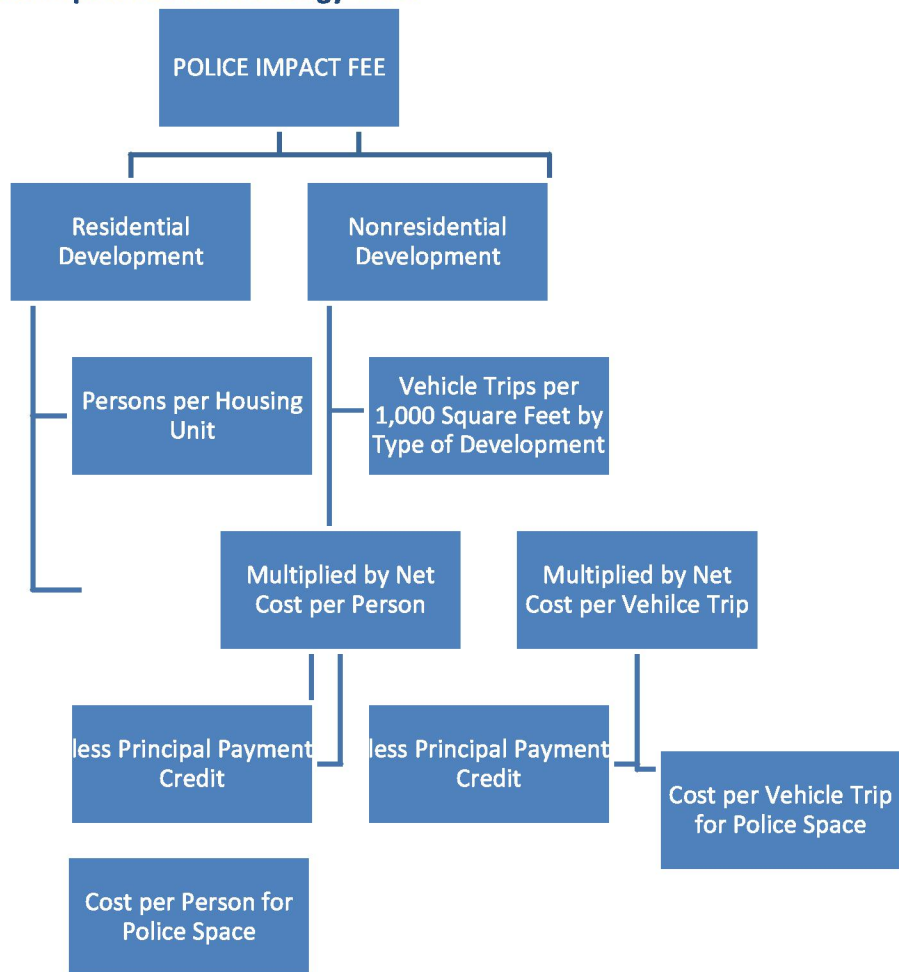 POLICE IMPACT FEE
Residential
Development
Nonresidential
Development
Persons per Housing
Unit
Vehicle Trips per
1,000 Square Feet by
Type of Development
Multiplied by Net
Cost per Person
Multiplied by Net
Cost per Vehilce Trip
less Principal Payment
Credit
less Principal Payment
Credit
Cost per Vehicle Trip
for Police Space
Cost per Person for
Police Space